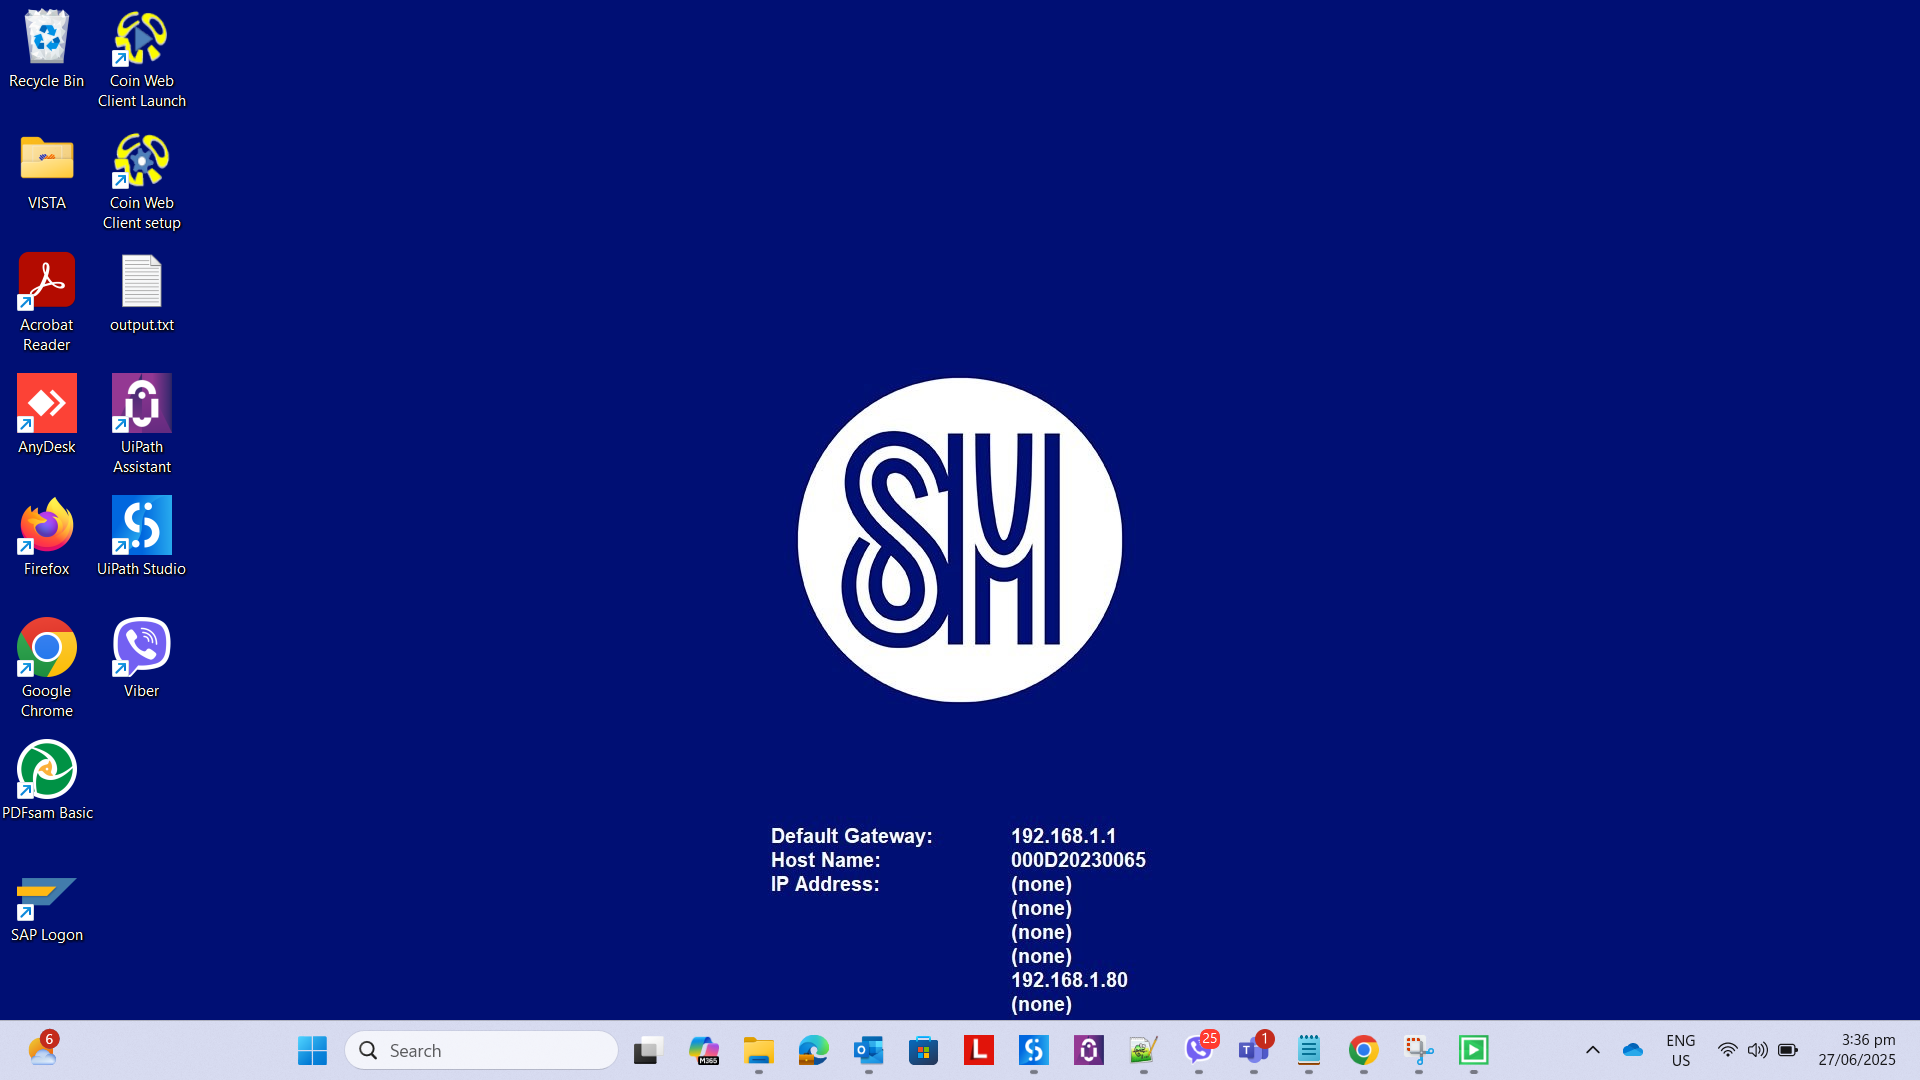 Recycle Bin
Coin Web
Client Launch
VISTA
Coin Web
Client setup
Acrobat
Reader
output.txt
AnyDesk
UiPath
Assistant
Firefox
UiPath Studio
Google
Chrome
Viber
PDFsam Basic
SAP Logon
SM
Default Gateway: 192.168.1.1
Host Name: 000D20230065
IP Address: (none)
(none)
(none)
(none)
192.168.1.80
(none)
6
Search
M365
L
25
T
1
ENG
US
3:36 pm
27/06/2025